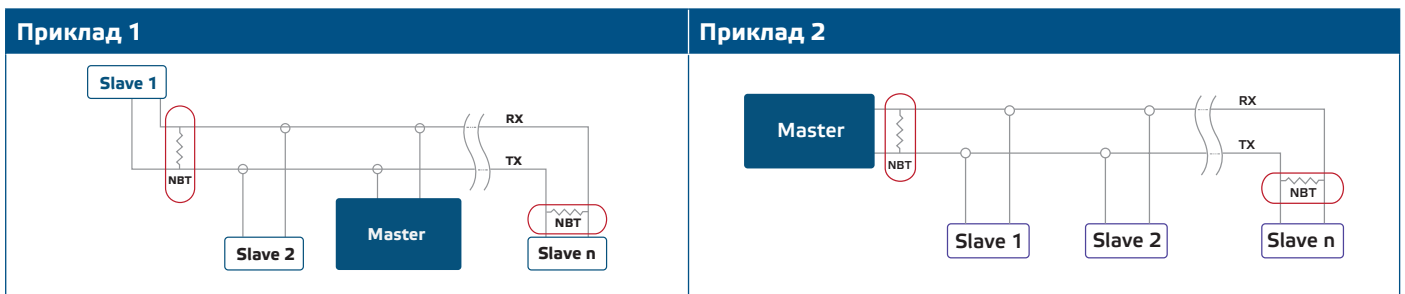 Приклад 1
Slave 1
RX
TX
NBT
NBT
Slave 2
Master
Slave n
Приклад 2
Master
RX
TX
NBT
NBT
Slave 1
Slave 2
Slave n